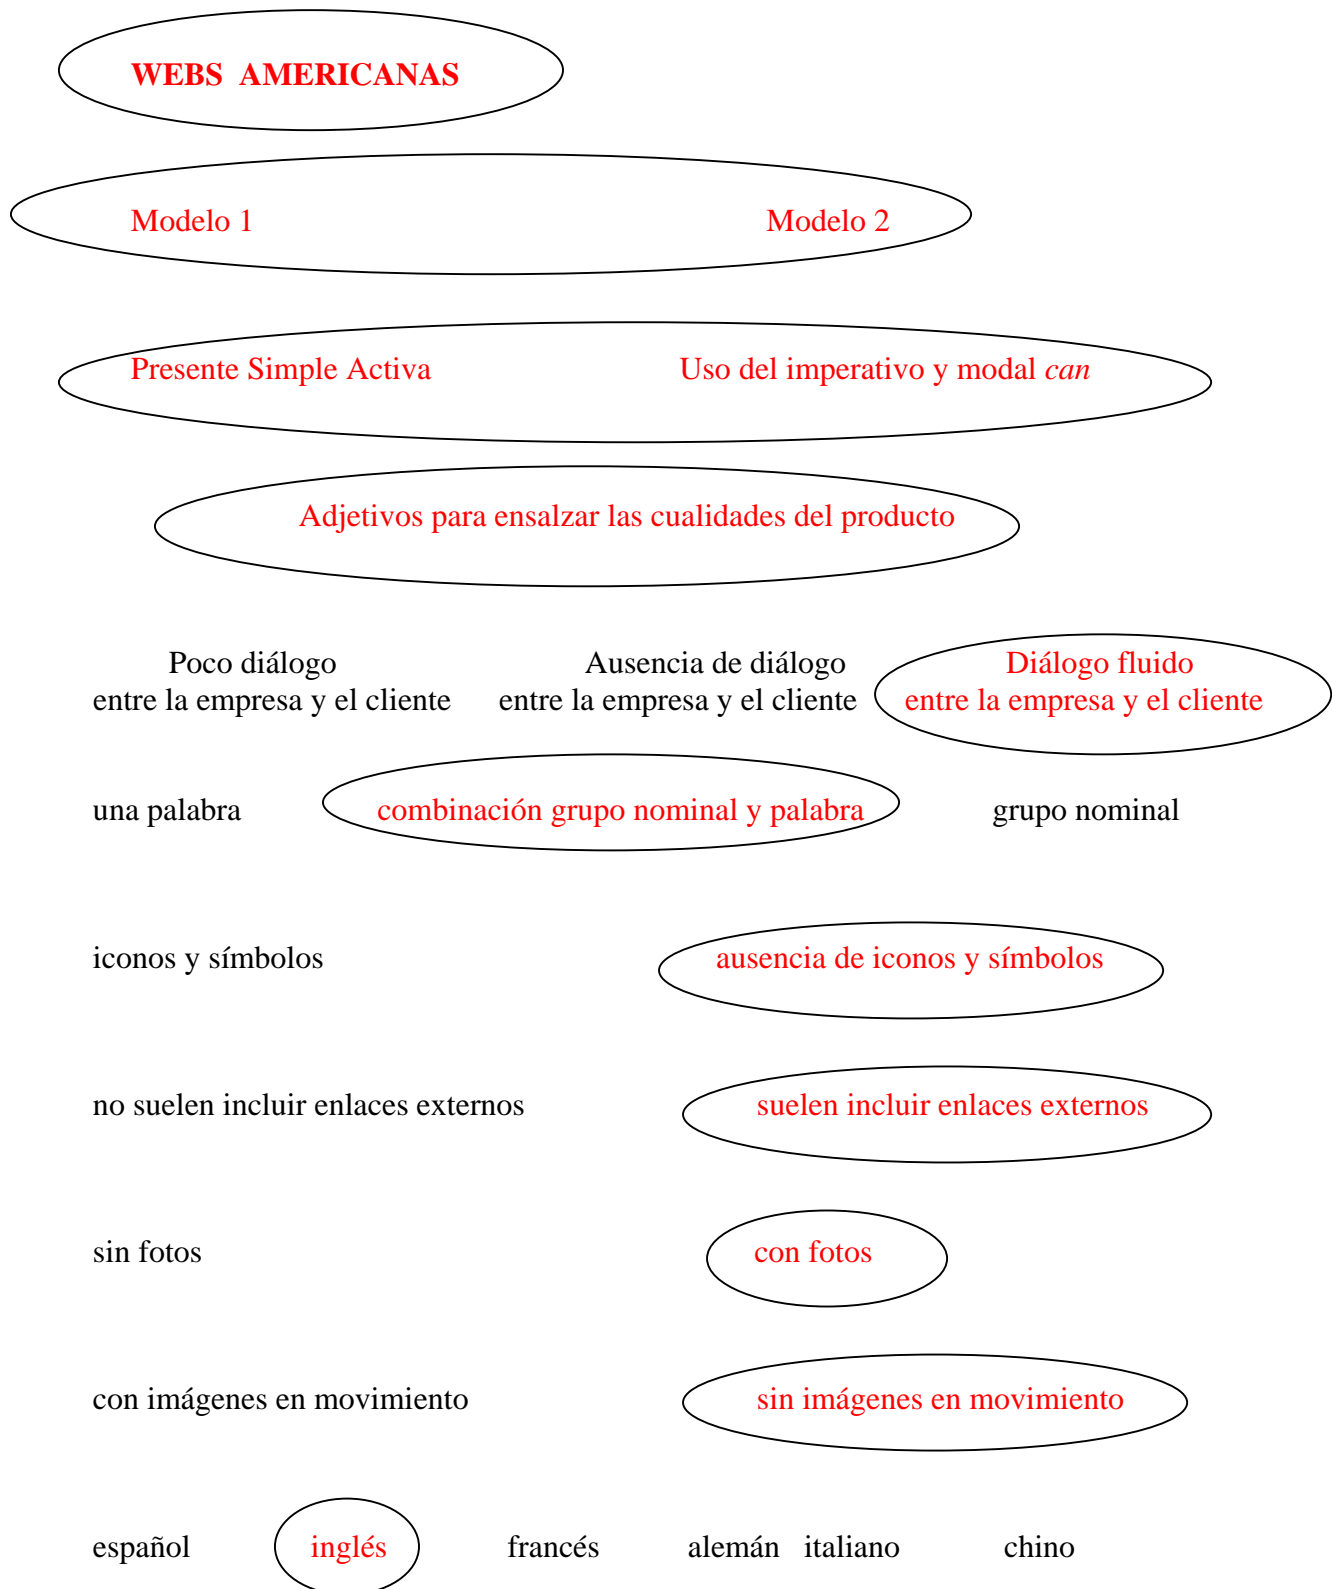 WEBS AMERICANAS
Modelo 1 Modelo 2
Presente Simple Activa Uso del imperativo y modal can
Adjetivos para ensalzar las cualidades del producto
Poco diálogo Ausencia de diálogo Diálogo fluido
entre la empresa y el cliente entre la empresa y el cliente entre la empresa y el cliente
una palabra combinación grupo nominal y palabra grupo nominal
iconos y símbolos ausencia de iconos y símbolos
no suelen incluir enlaces externos suelen incluir enlaces externos
sin fotos con fotos
con imágenes en movimiento sin imágenes en movimiento
español inglés francés alemán italiano chino